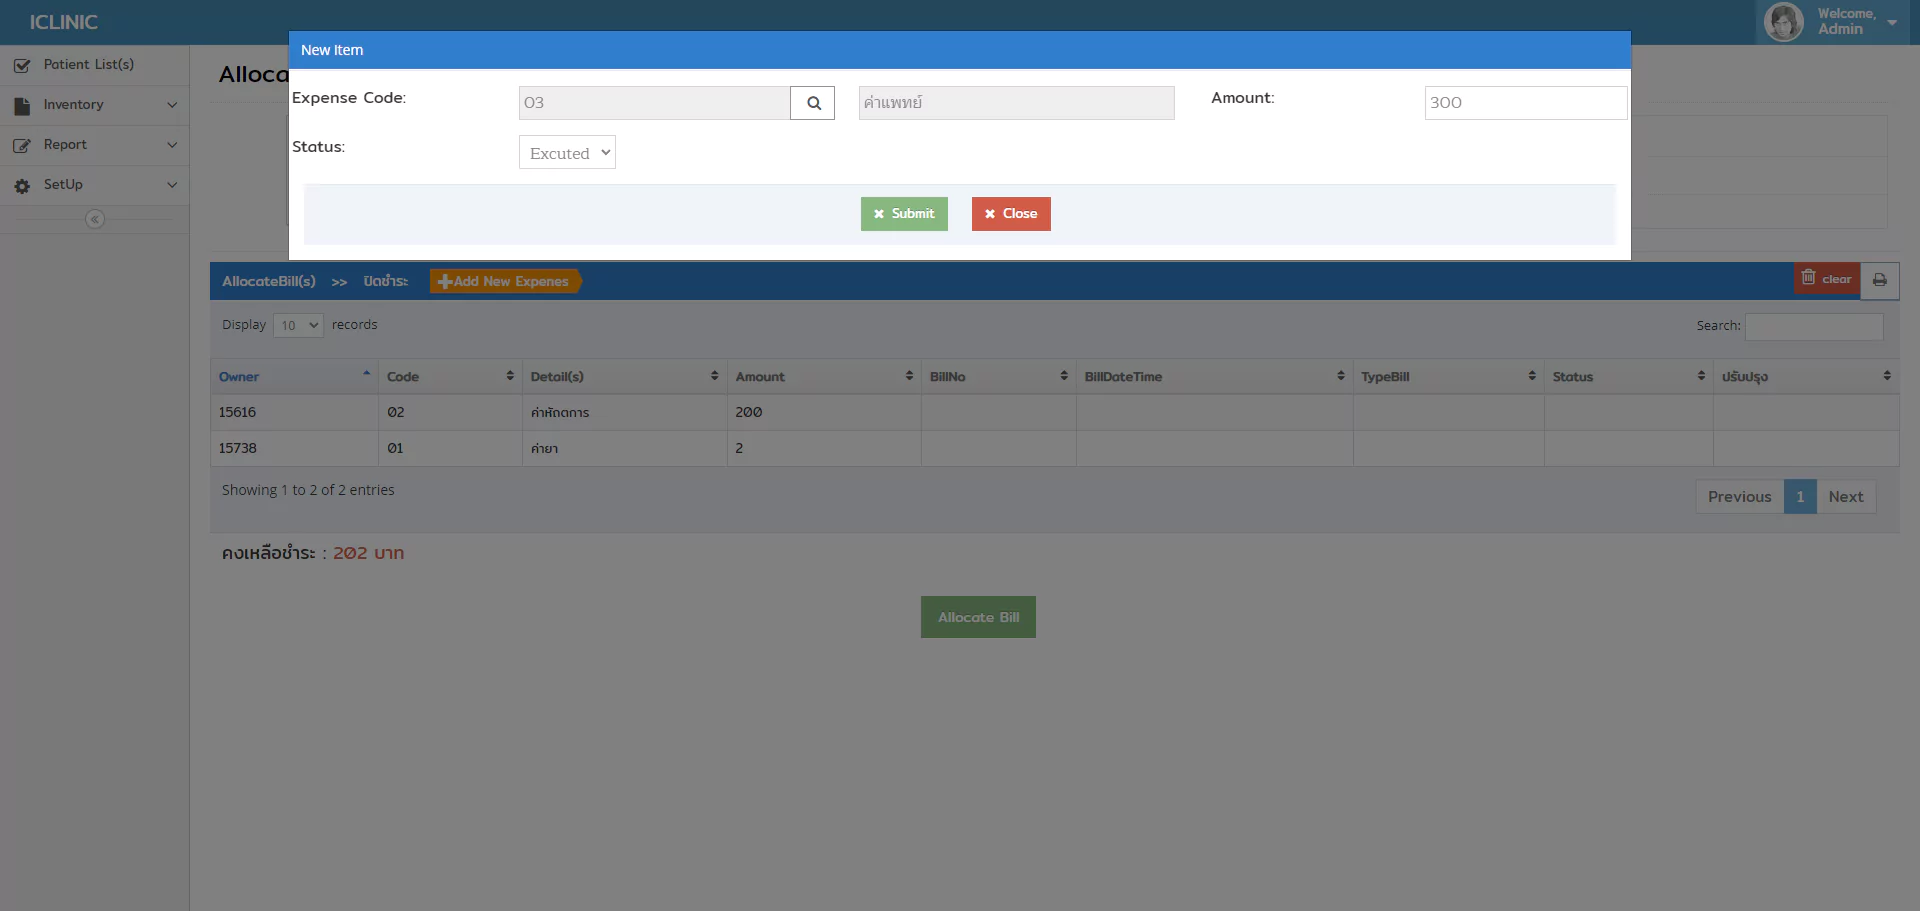 ICLINIC
Welcome,
Admin
Patient List(s)
Inventory
Report
SetUp
Alloca
New Item
Expense Code:
03
ค่าแพทย์
Amount:
300
Status:
Excuted
Submit
Close
AllocateBill(s) >> ปิดชำระ
Add New Expenes
clear
Display 10 records
Search:
Owner Code Detail(s) Amount BillNo BillDateTime TypeBill Status ปรับปรุง
15616 02 ค่าหัถตการ 200
15738 01 ค่ายา 2
Showing 1 to 2 of 2 entries
Previous 1 Next
คงเหลือชำระ : 202 บาท
Allocate Bill